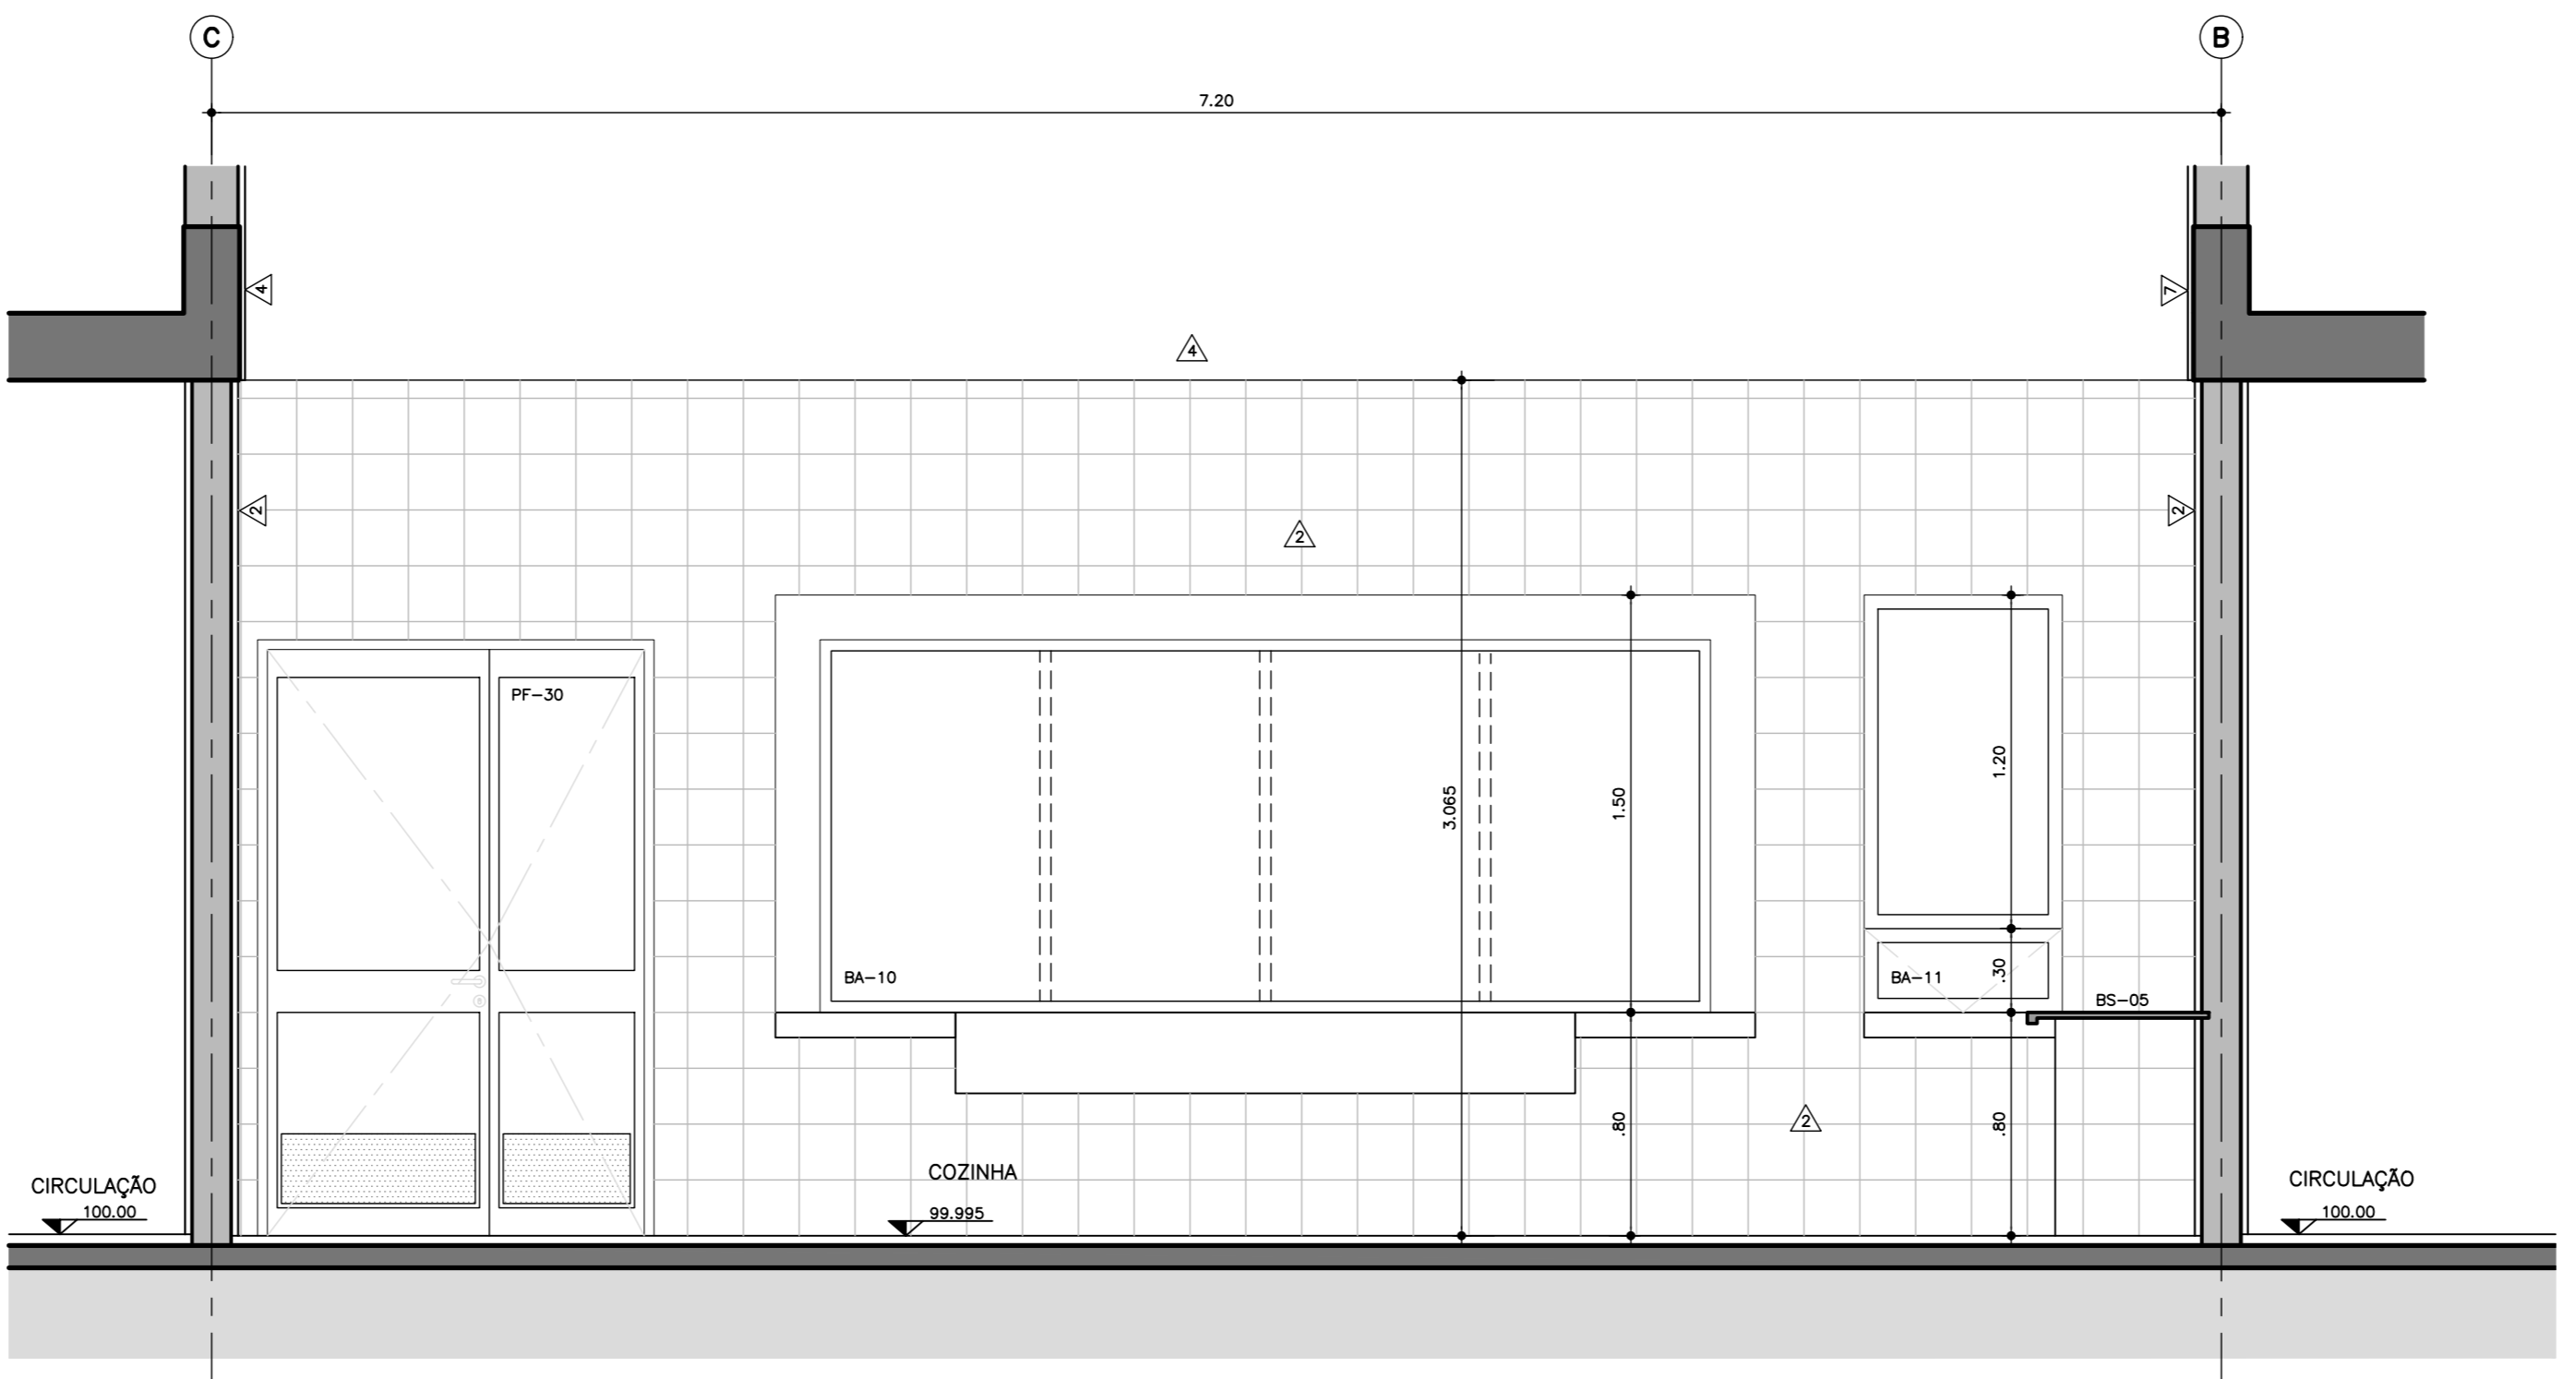 C
B
7.20
4
7
4
2
2
2
PF-30
1.20
3.065
1.50
BA-10
BA-11
.30
BS-05
.80
.80
2
COZINHA
99.995
CIRCULAÇÃO
100.00
CIRCULAÇÃO
100.00